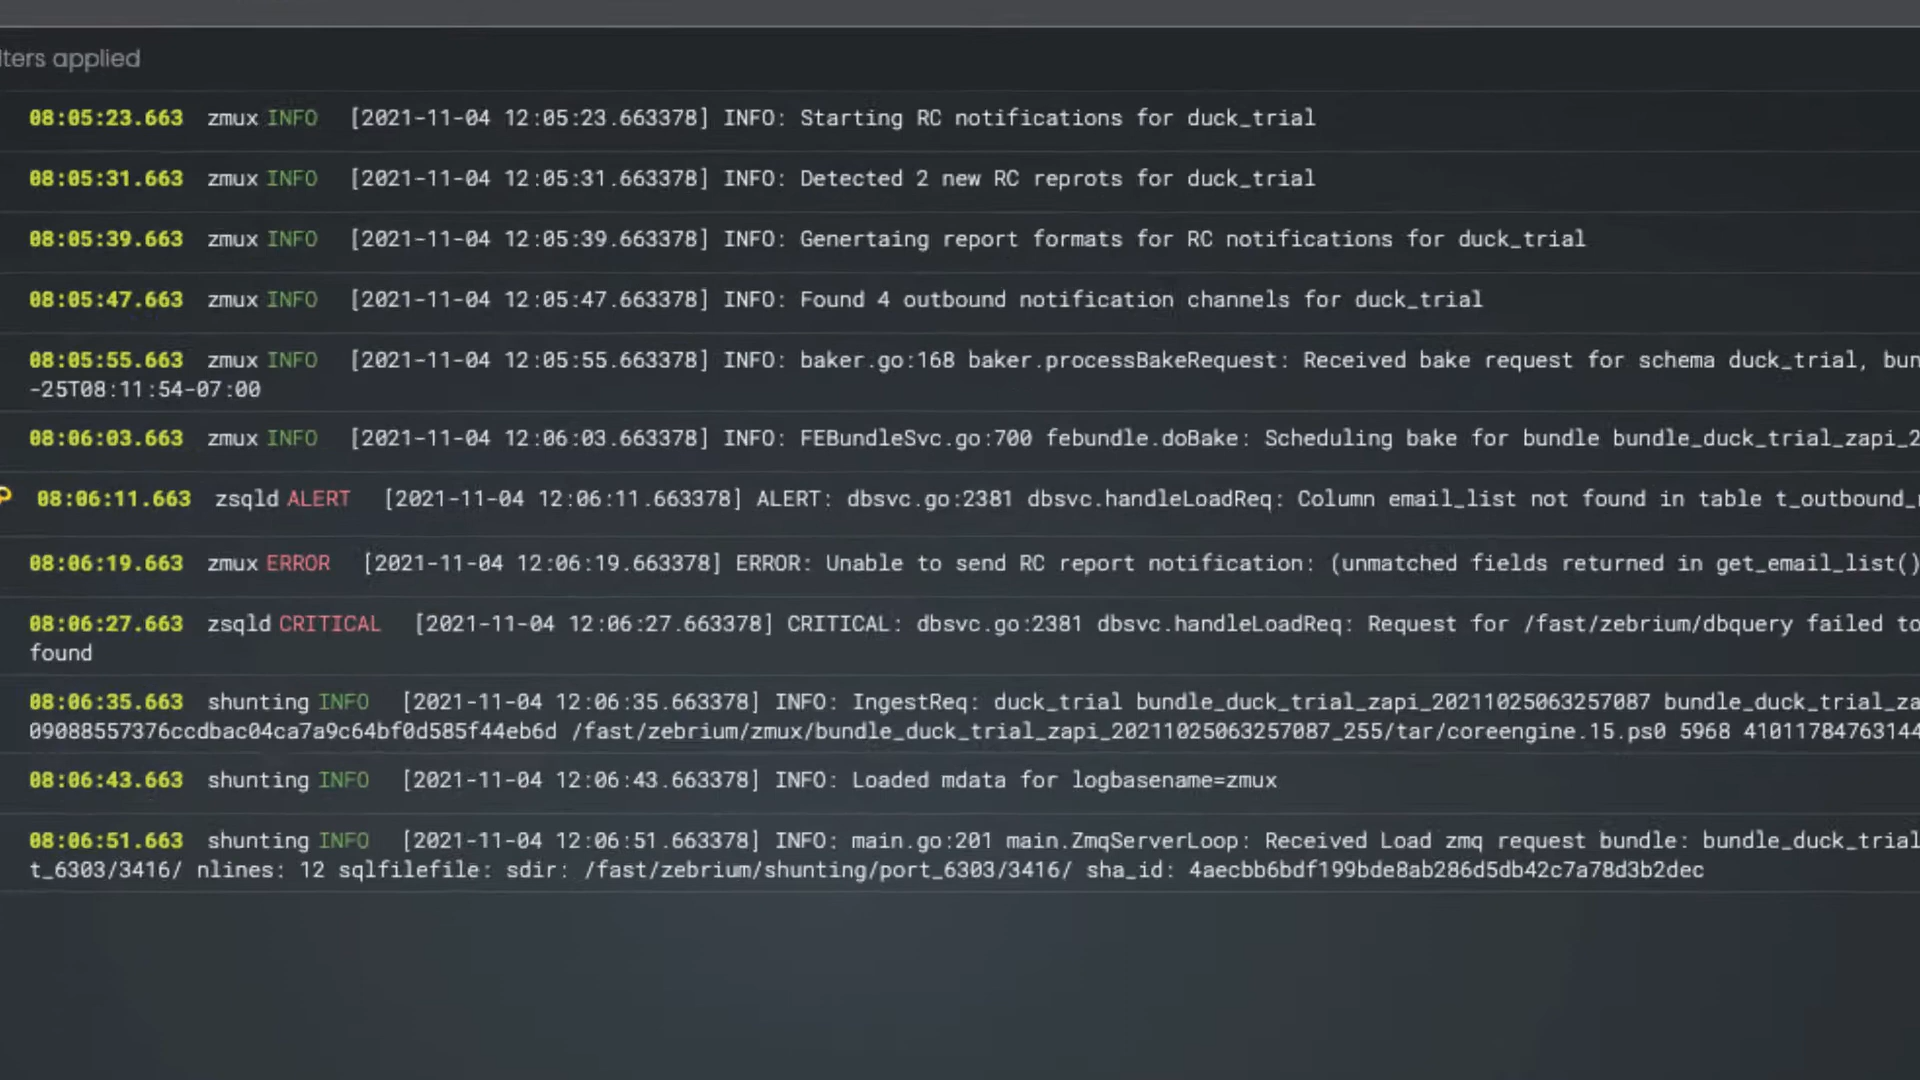 applied
08:05:23.663 zmux INFO [2021-11-04 12:05:23.663378] INFO: Starting RC notifications for duck_trial
08:05:31.663 zmux INFO [2021-11-04 12:05:31.663378] INFO: Detected 2 new RC reprots for duck_trial
08:05:39.663 zmux INFO [2021-11-04 12:05:39.663378] INFO: Genertaing report formats for RC notifications for duck_trial
08:05:47.663 zmux INFO [2021-11-04 12:05:47.663378] INFO: Found 4 outbound notification channels for duck_trial
08:05:55.663 zmux INFO [2021-11-04 12:05:55.663378] INFO: baker.go:168 baker.processBakeRequest: Received bake request for schema duck_trial, bun
-25T08:11:54-07:00
08:06:03.663 zmux INFO [2021-11-04 12:06:03.663378] INFO: FEBundleSvc.go:700 febundle.doBake: Scheduling bake for bundle bundle_duck_trial_zapi_2
08:06:11.663 zsqld ALERT [2021-11-04 12:06:11.663378] ALERT: dbsvc.go:2381 dbsvc.handleLoadReq: Column email_list not found in table t_outbound_
08:06:19.663 zmux ERROR [2021-11-04 12:06:19.663378] ERROR: Unable to send RC report notification: (unmatched fields returned in get_email_list()
08:06:27.663 zsqld CRITICAL [2021-11-04 12:06:27.663378] CRITICAL: dbsvc.go:2381 dbsvc.handleLoadReq: Request for /fast/zebrium/dbquery failed to
found
08:06:35.663 shunting INFO [2021-11-04 12:06:35.663378] INFO: IngestReq: duck_trial bundle_duck_trial_zapi_20211025063257087 bundle_duck_trial_za
09088557376ccdbac04ca7a9c64bf0d585f44eb6d /fast/zebrium/zmux/bundle_duck_trial_zapi_20211025063257087_255/tar/coreengine.15.ps0 5968 41011784763144
08:06:43.663 shunting INFO [2021-11-04 12:06:43.663378] INFO: Loaded mdata for logbasename=zmux
08:06:51.663 shunting INFO [2021-11-04 12:06:51.663378] INFO: main.go:201 main.ZmqServerLoop: Received Load zmq request bundle: bundle_duck_trial
t_6303/3416/ nlines: 12 sqlfilefile: sdir: /fast/zebrium/shunting/port_6303/3416/ sha_id: 4aecbb6bdf199bde8ab286d5db42c7a78d3b2dec